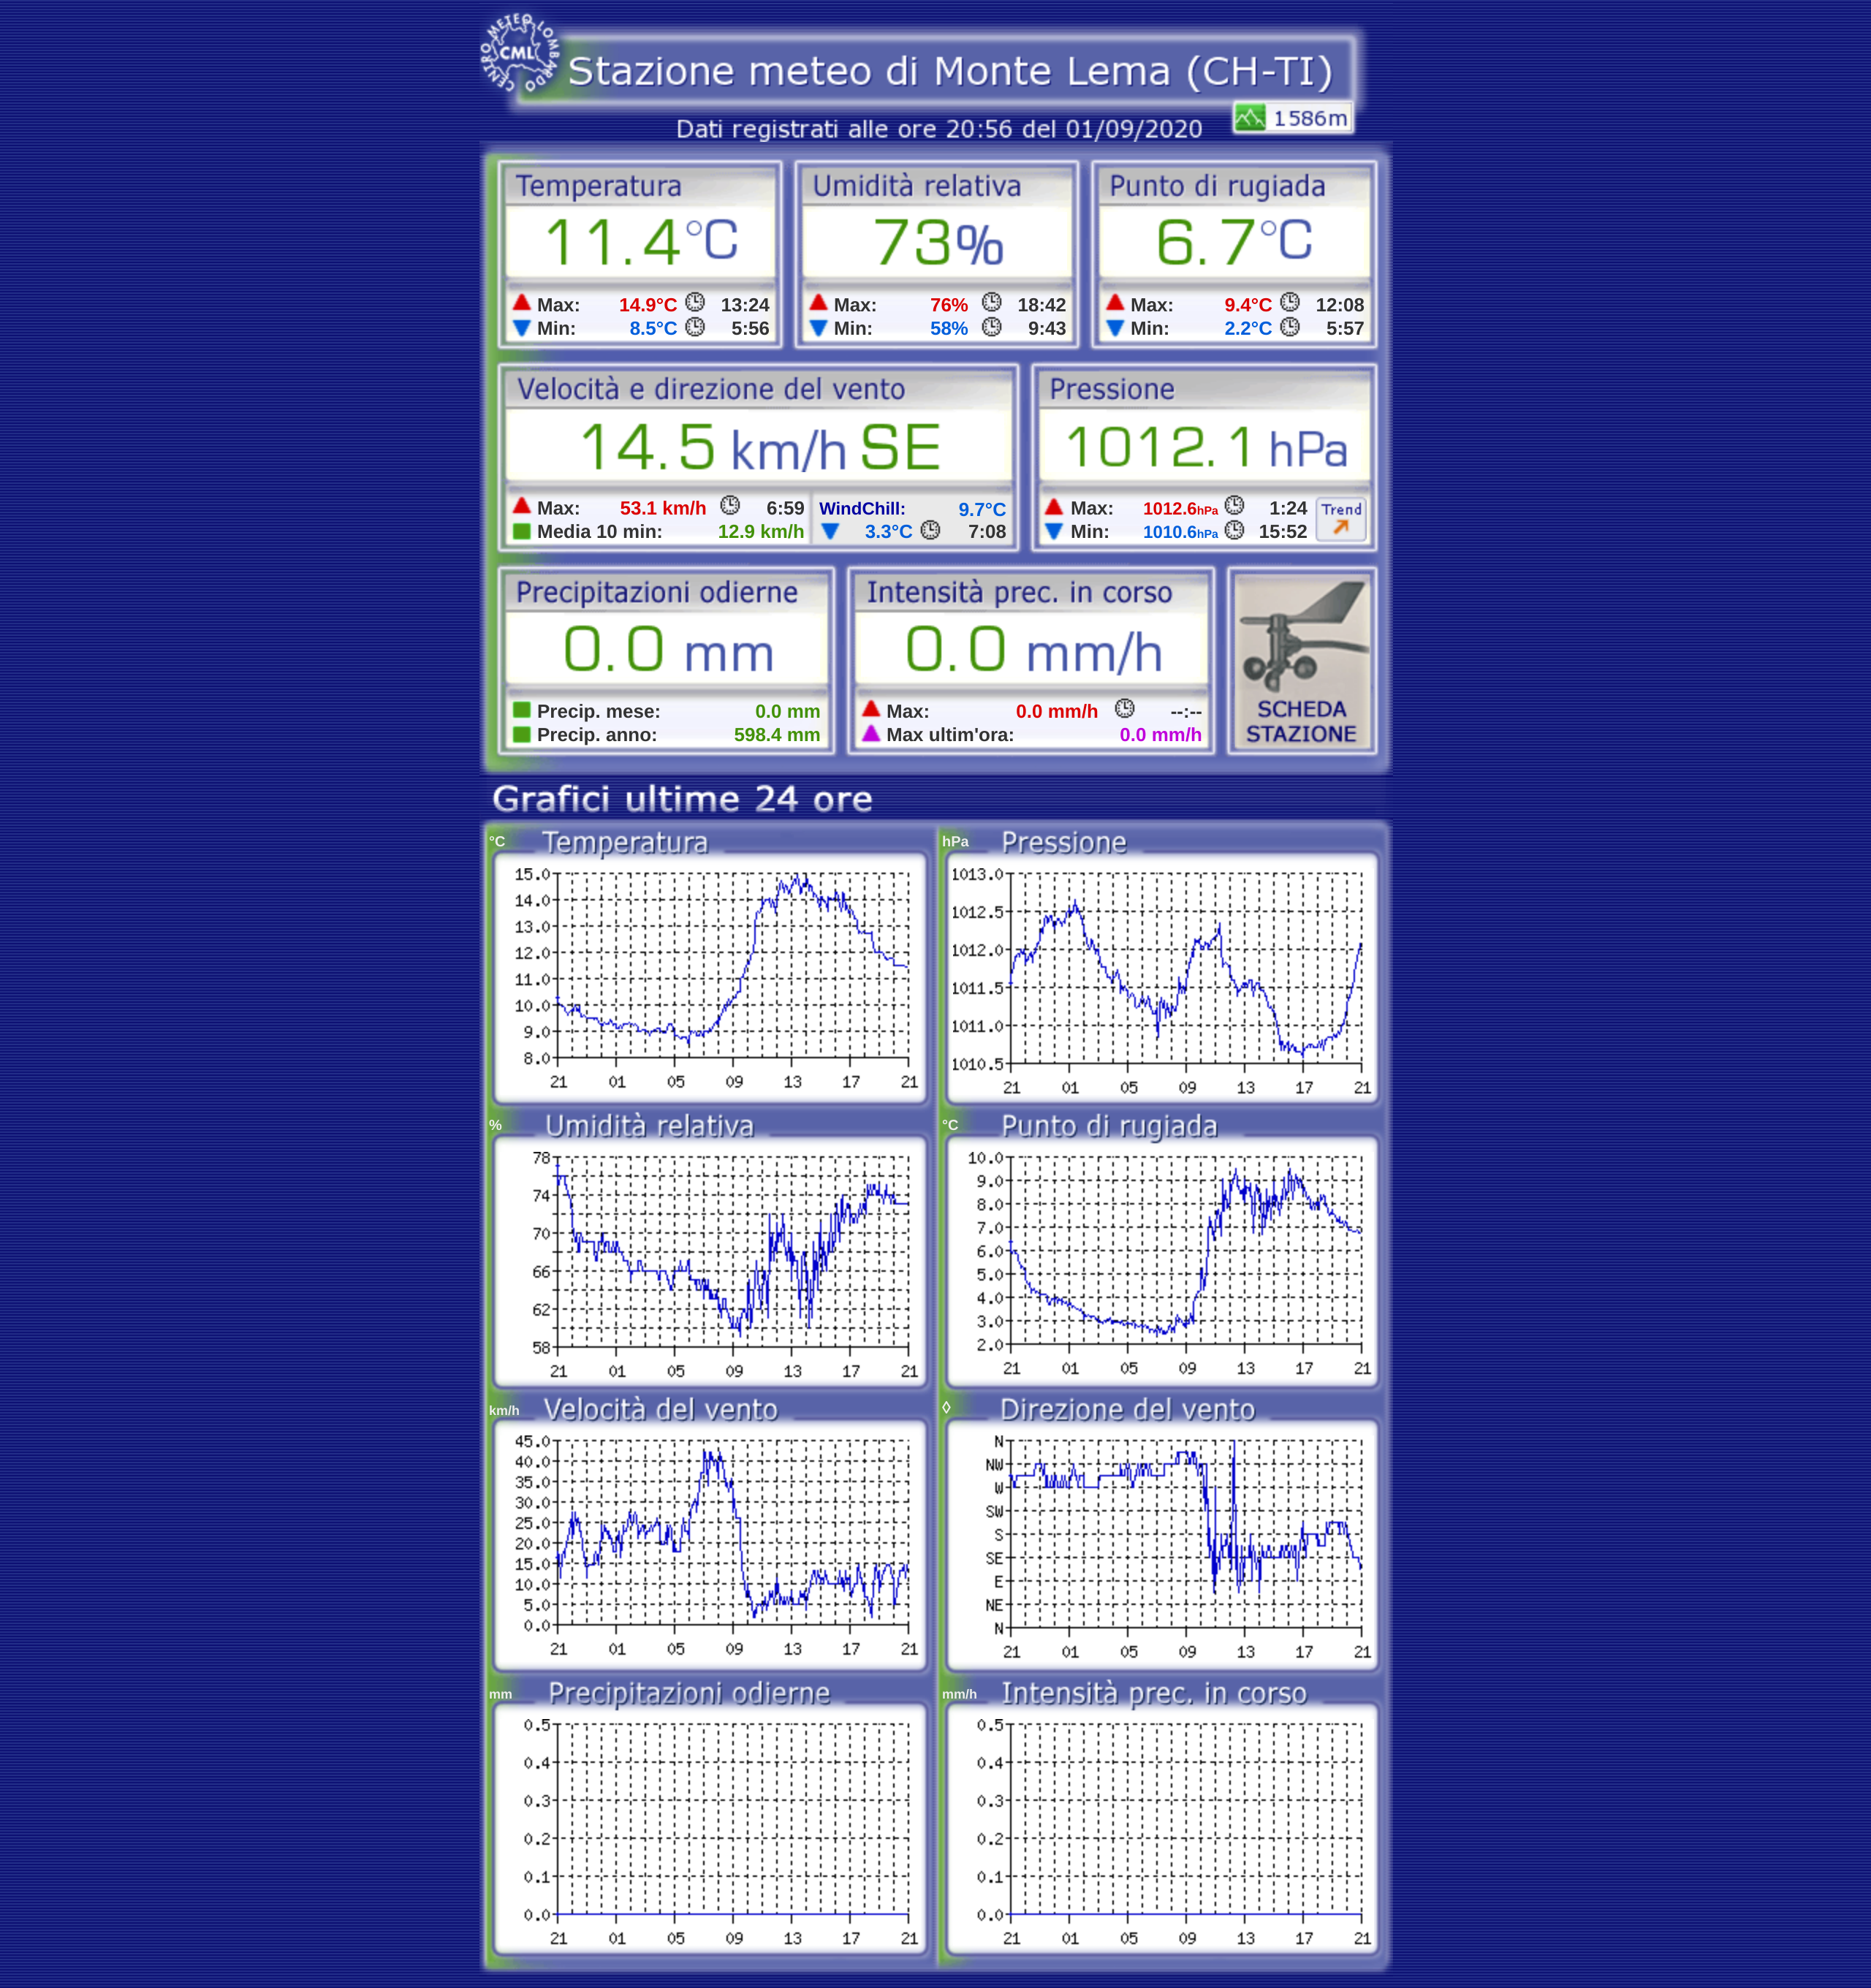 CENTRO METEO LOMBARDO
CML
Stazione meteo di Monte Lema (CH-TI)
1586m
Dati registrati alle ore 20:56 del 01/09/2020
Temperatura
11.4°C
Max: 14.9°C 13:24
Min: 8.5°C 5:56
Umidità relativa
73%
Max: 76% 18:42
Min: 58% 9:43
Punto di rugiada
6.7°C
Max: 9.4°C 12:08
Min: 2.2°C 5:57
Velocità e direzione del vento
14.5 km/h SE
Max: 53.1 km/h 6:59
Media 10 min: 12.9 km/h
WindChill: 9.7°C
3.3°C 7:08
Pressione
1012.1 hPa
Max: 1012.6hPa 1:24
Min: 1010.6hPa 15:52
Trend
Precipitazioni odierne
0.0 mm
Precip. mese: 0.0 mm
Precip. anno: 598.4 mm
Intensità prec. in corso
0.0 mm/h
Max: 0.0 mm/h --:--
Max ultim'ora: 0.0 mm/h
SCHEDA
STAZIONE
Grafici ultime 24 ore
°C Temperatura
15.0
14.0
13.0
12.0
11.0
10.0
9.0
8.0
21 01 05 09 13 17 21
hPa Pressione
1013.0
1012.5
1012.0
1011.5
1011.0
1010.5
21 01 05 09 13 17 21
% Umidità relativa
78
74
70
66
62
58
21 01 05 09 13 17 21
°C Punto di rugiada
10.0
9.0
8.0
7.0
6.0
5.0
4.0
3.0
2.0
21 01 05 09 13 17 21
km/h Velocità del vento
45.0
40.0
35.0
30.0
25.0
20.0
15.0
10.0
5.0
0.0
21 01 05 09 13 17 21
◊ Direzione del vento
N
NW
W
SW
S
SE
E
NE
N
21 01 05 09 13 17 21
mm Precipitazioni odierne
0.5
0.4
0.3
0.2
0.1
0.0
21 01 05 09 13 17 21
mm/h Intensità prec. in corso
0.5
0.4
0.3
0.2
0.1
0.0
21 01 05 09 13 17 21